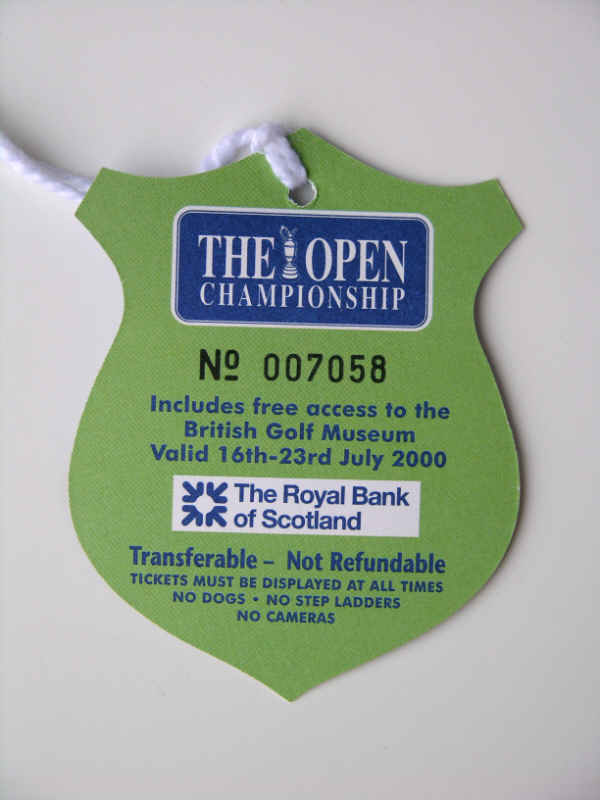 THE OPEN
CHAMPIONSHIP
Nº 007058
Includes free access to the
British Golf Museum
Valid 16th-23rd July 2000
The Royal Bank
of Scotland
Transferable – Not Refundable
TICKETS MUST BE DISPLAYED AT ALL TIMES
NO DOGS • NO STEP LADDERS
NO CAMERAS